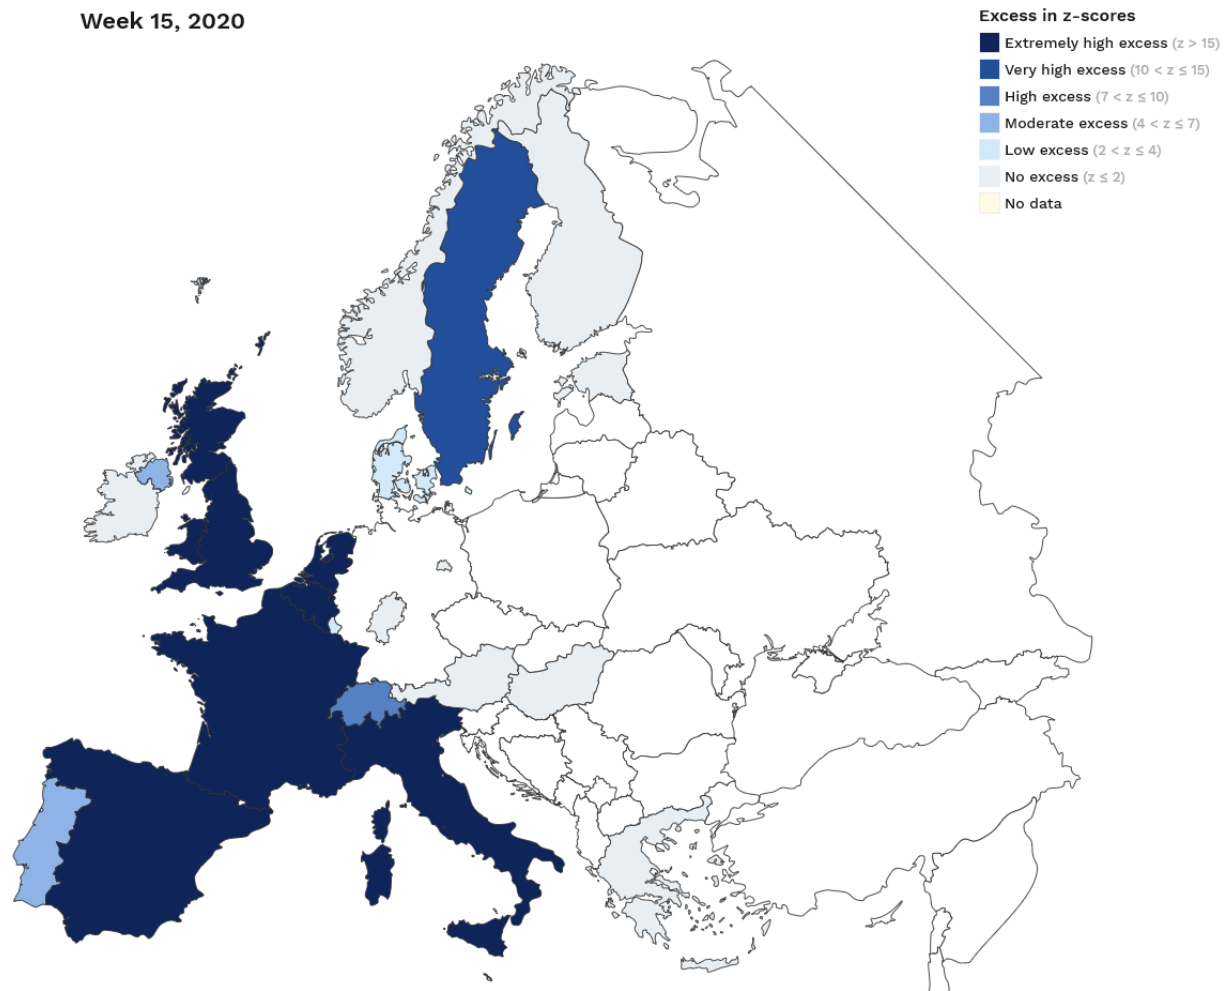 Week 15, 2020
Excess in z-scores
Extremely high excess (z > 15)
Very high excess (10 < z ≤ 15)
High excess (7 < z ≤ 10)
Moderate excess (4 < z ≤ 7)
Low excess (2 < z ≤ 4)
No excess (z ≤ 2)
No data